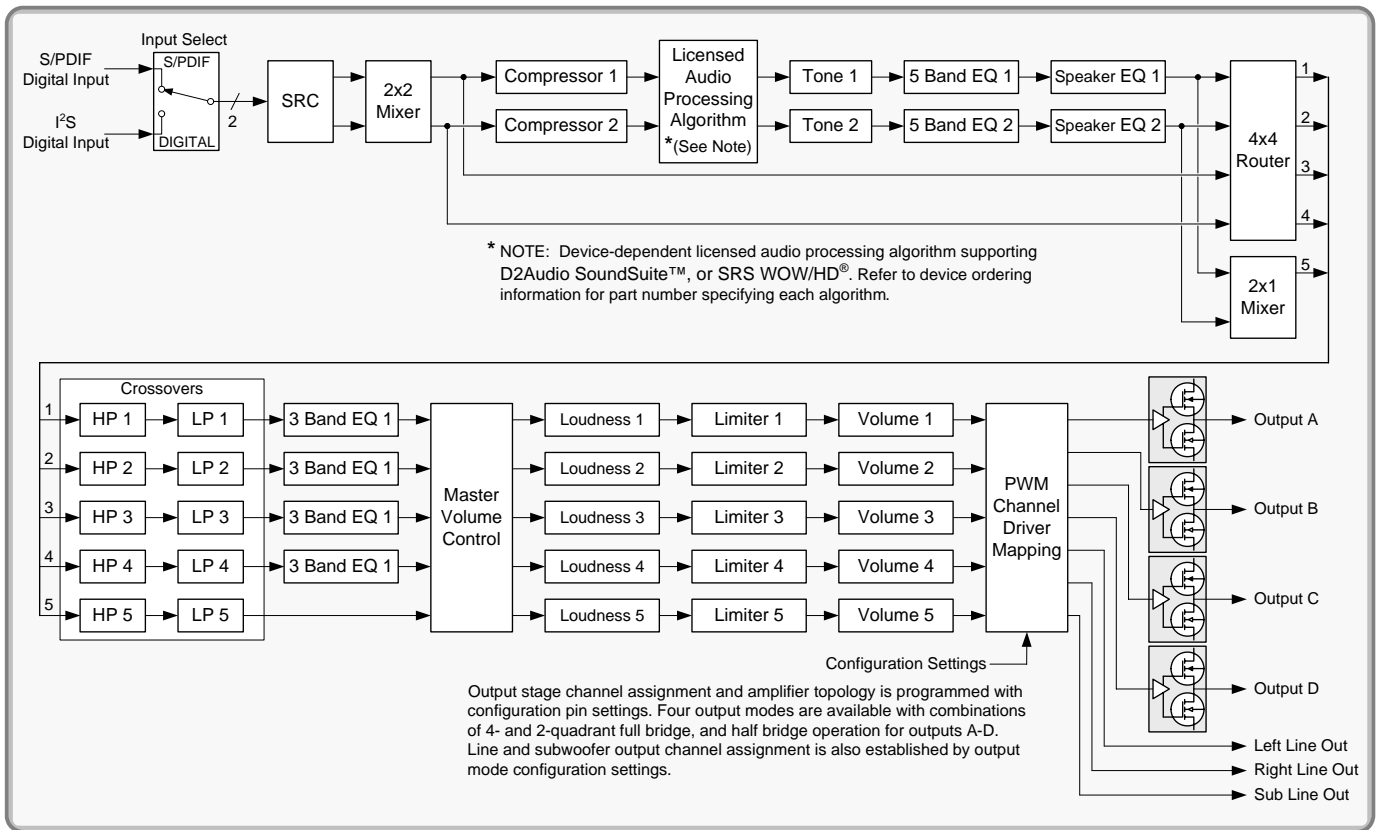 Input Select
S/PDIF
Digital Input
S/PDIF
I²S
Digital Input
DIGITAL
2
SRC
2x2
Mixer
Compressor 1
Compressor 2
Licensed
Audio
Processing
Algorithm
*(See Note)
Tone 1
5 Band EQ 1
Speaker EQ 1
Tone 2
5 Band EQ 2
Speaker EQ 2
4x4
Router
1
2
3
4
2x1
Mixer
5
* NOTE: Device-dependent licensed audio processing algorithm supporting
D2Audio SoundSuite™, or SRS WOW/HD®. Refer to device ordering
information for part number specifying each algorithm.
Crossovers
1
HP 1
LP 1
3 Band EQ 1
2
HP 2
LP 2
3 Band EQ 1
3
HP 3
LP 3
3 Band EQ 1
4
HP 4
LP 4
3 Band EQ 1
5
HP 5
LP 5
Master
Volume
Control
Loudness 1
Limiter 1
Volume 1
Loudness 2
Limiter 2
Volume 2
Loudness 3
Limiter 3
Volume 3
Loudness 4
Limiter 4
Volume 4
Loudness 5
Limiter 5
Volume 5
PWM
Channel
Driver
Mapping
Configuration Settings
Output A
Output B
Output C
Output D
Left Line Out
Right Line Out
Sub Line Out
Output stage channel assignment and amplifier topology is programmed with
configuration pin settings. Four output modes are available with combinations
of 4- and 2-quadrant full bridge, and half bridge operation for outputs A-D.
Line and subwoofer output channel assignment is also established by output
mode configuration settings.